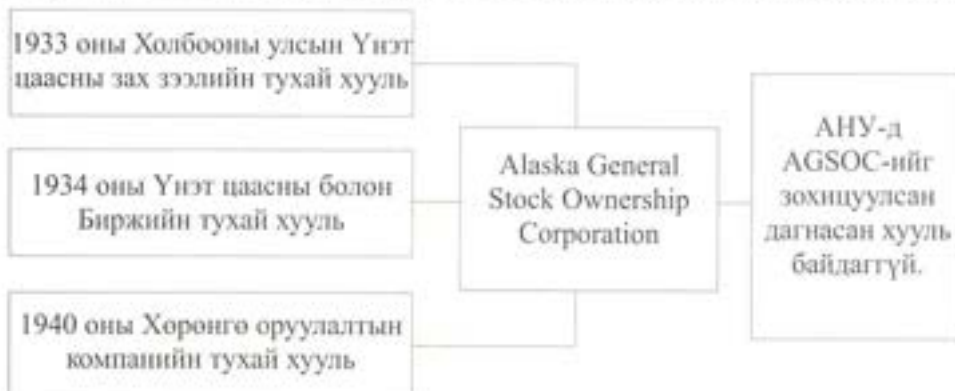 1933 оны Холбооны улсын Үнэт
цаасны зах зээлийн тухай хууль
1934 оны Үнэт цаасны болон
Биржийн тухай хууль
1940 оны Хөрөнгө оруулалтын
компанийн тухай хууль
Alaska General
Stock Ownership
Corporation
АНУ-д
AGSOC-ийг
зохицуулсан
дагнасан хууль
байдаггүй.